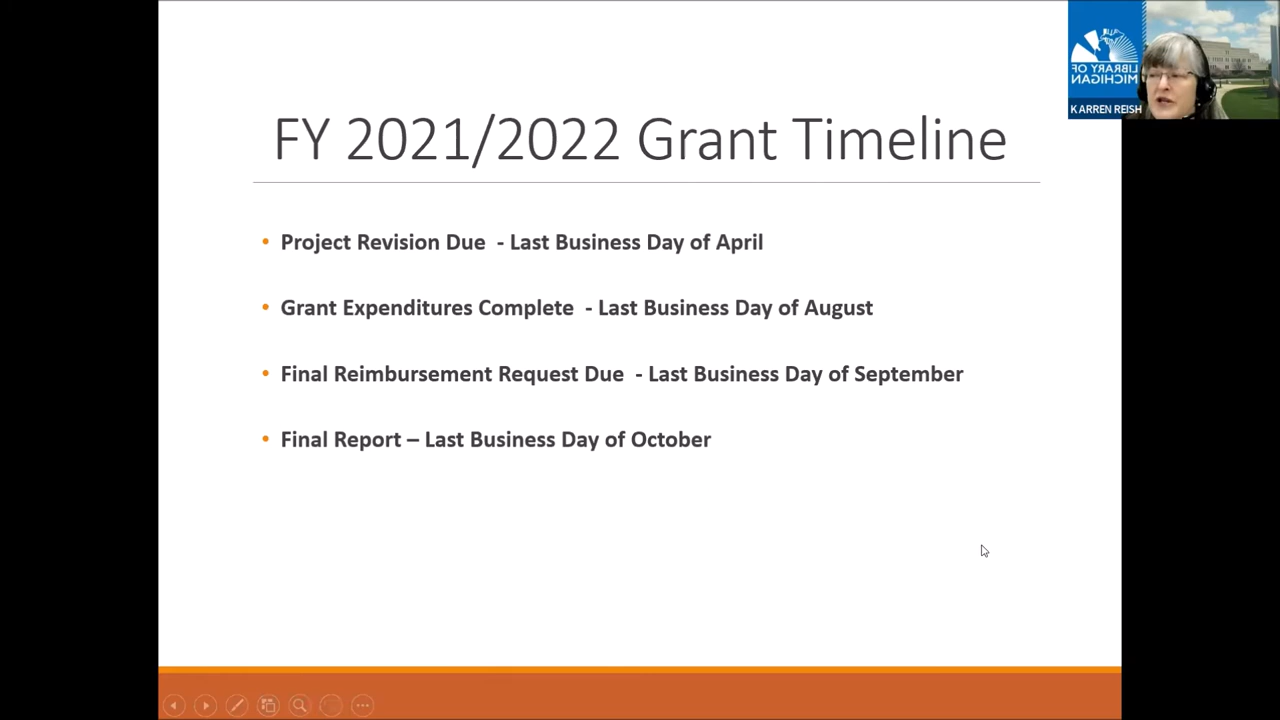 FY 2021/2022 Grant Timeline
• Project Revision Due  - Last Business Day of April
• Grant Expenditures Complete  - Last Business Day of August
• Final Reimbursement Request Due  - Last Business Day of September
• Final Report – Last Business Day of October
LIBRARY OF
MICHIGAN
KARREN REISH